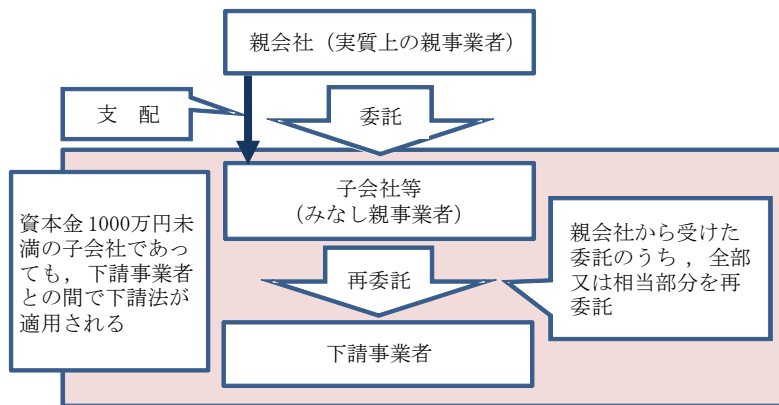 親会社（実質上の親事業者）
支　配
委託
子会社等
（みなし親事業者）
資本金1000万円未
満の子会社であって
も，下請事業者
との間で下請法が
適用される
親会社から受けた
委託のうち，全部
又は相当部分を再
委託
再委託
下請事業者